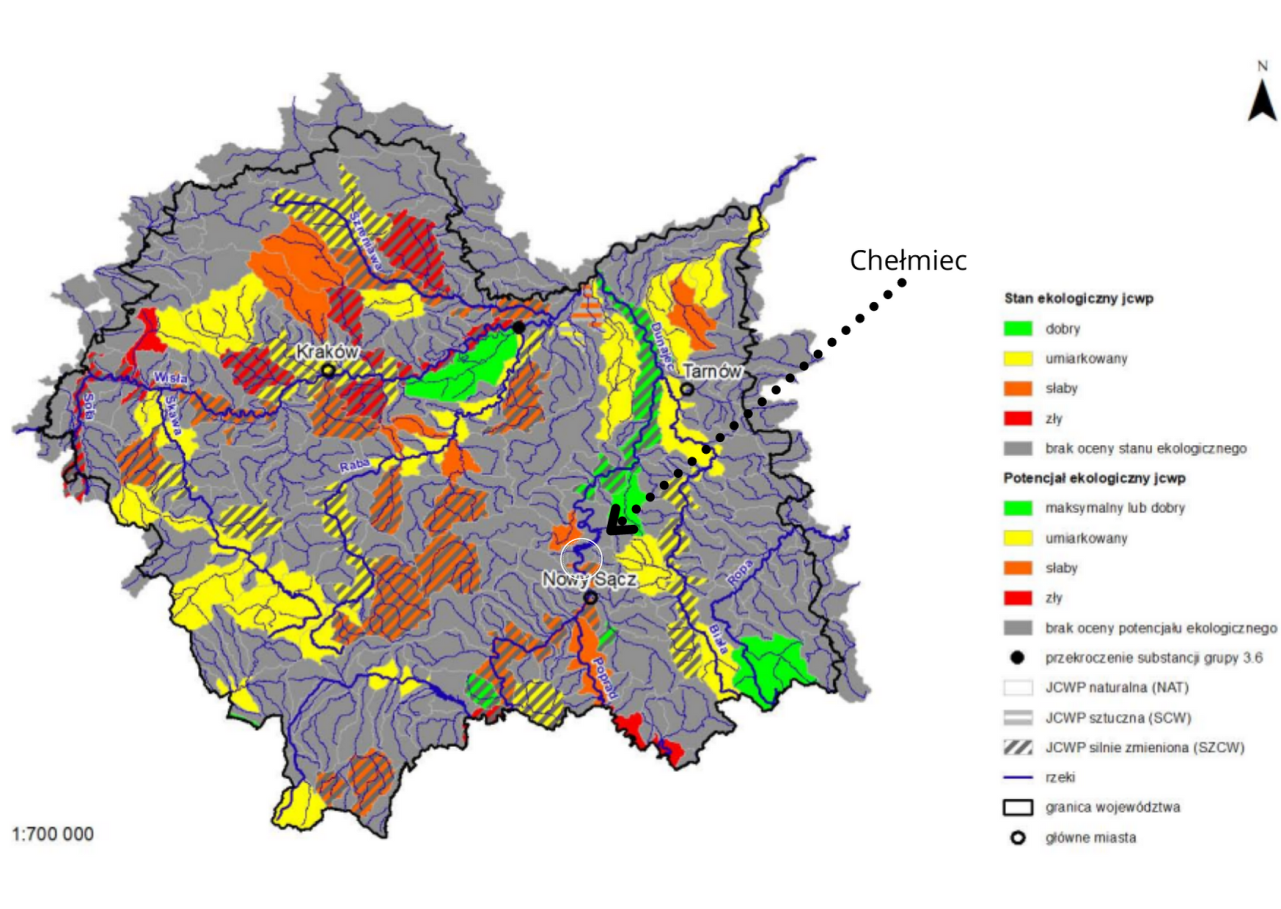 N
Chełmiec
Szreniawa
Kraków
Wisła
Soła
Skawa
Raba
Dunajec
Tarnów
Nowy Sącz
Ropa
Biała
Poprad
1:700 000
Stan ekologiczny jcwp
dobry
umiarkowany
słaby
zły
brak oceny stanu ekologicznego
Potencjał ekologiczny jcwp
maksymalny lub dobry
umiarkowany
słaby
zły
brak oceny potencjału ekologicznego
przekroczenie substancji grupy 3.6
JCWP naturalna (NAT)
JCWP sztuczna (SCW)
JCWP silnie zmieniona (SZCW)
rzeki
granica województwa
główne miasta